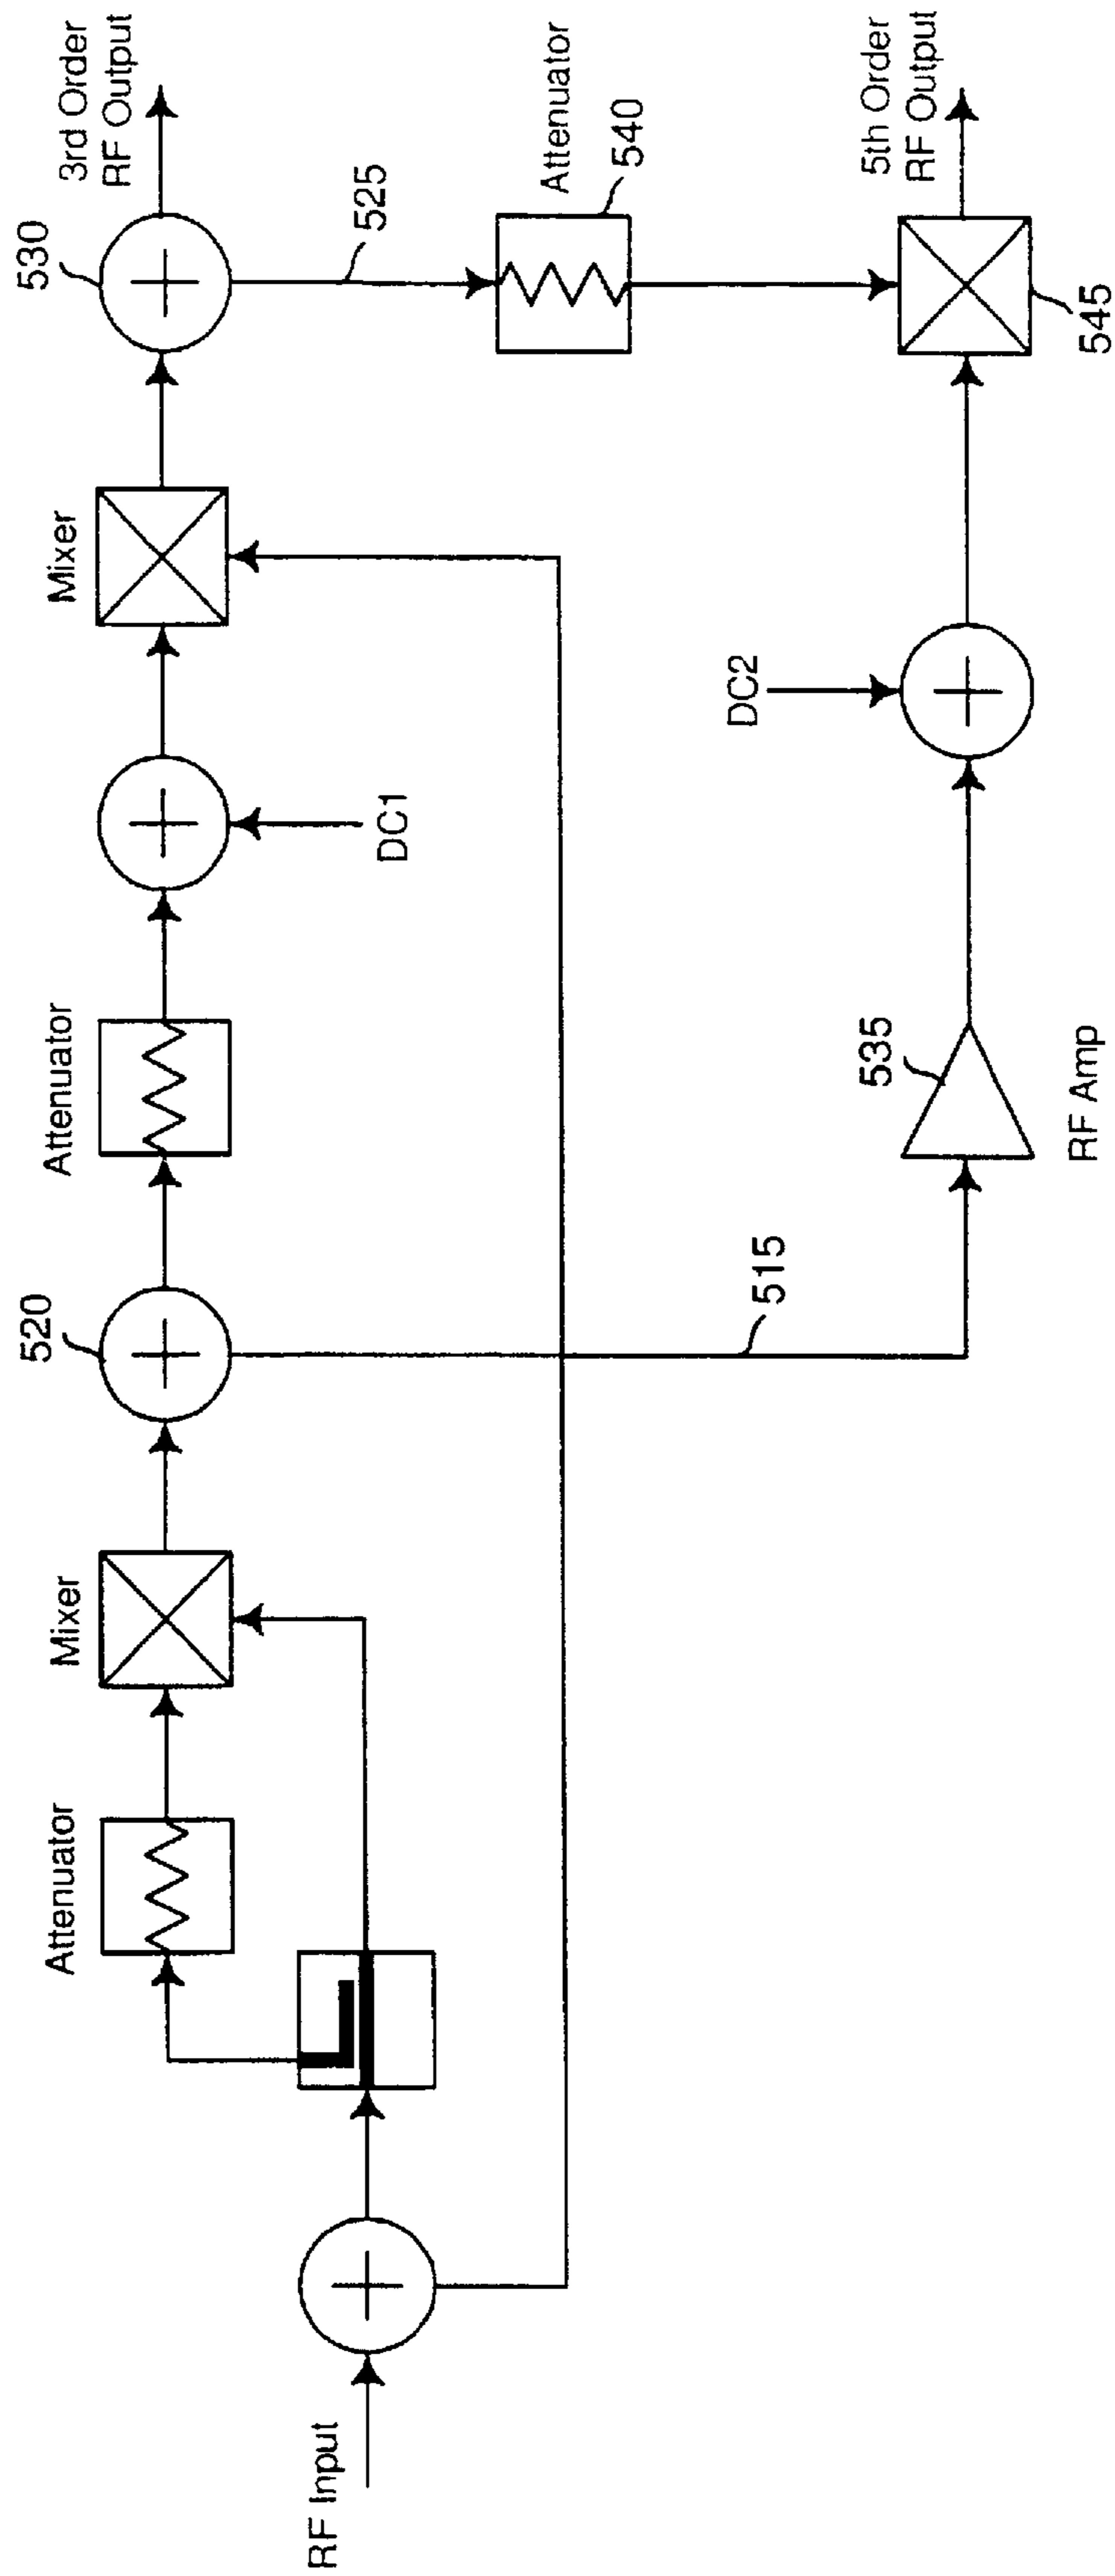 RF Input
Attenuator
Mixer
520
Attenuator
DC1
Mixer
530
3rd Order
RF Output
525
Attenuator
540
515
535
RF Amp
DC2
545
5th Order
RF Output